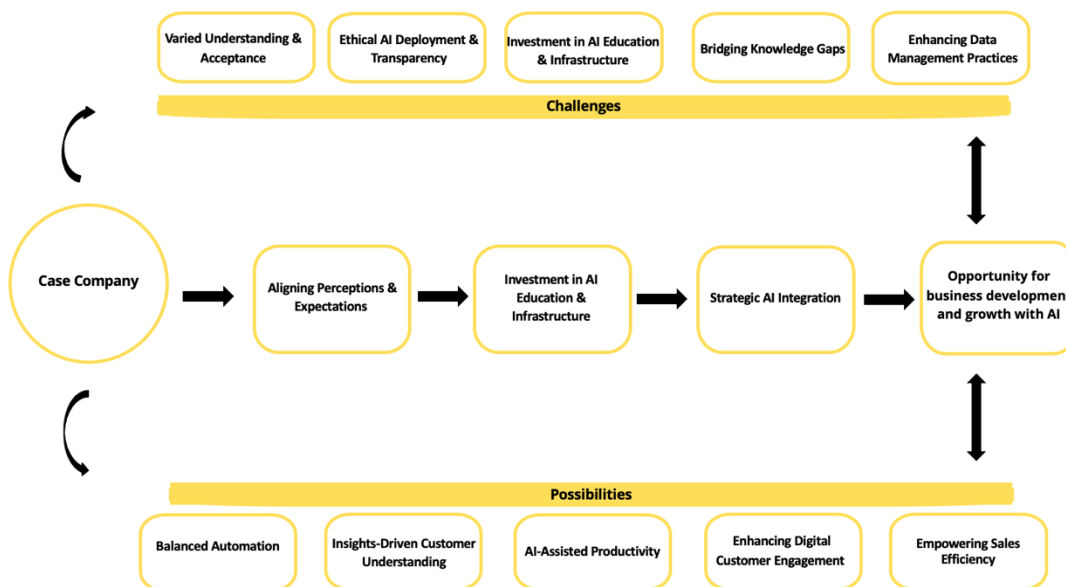 Varied Understanding &
Acceptance
Ethical AI Deployment &
Transparency
Investment in AI Education
& Infrastructure
Bridging Knowledge Gaps
Enhancing Data
Management Practices
Challenges
Case Company
Aligning Perceptions &
Expectations
Investment in AI
Education &
Infrastructure
Strategic AI Integration
Opportunity for
business developmen
and growth with AI
Possibilities
Balanced Automation
Insights-Driven Customer
Understanding
AI-Assisted Productivity
Enhancing Digital
Customer Engagement
Empowering Sales
Efficiency